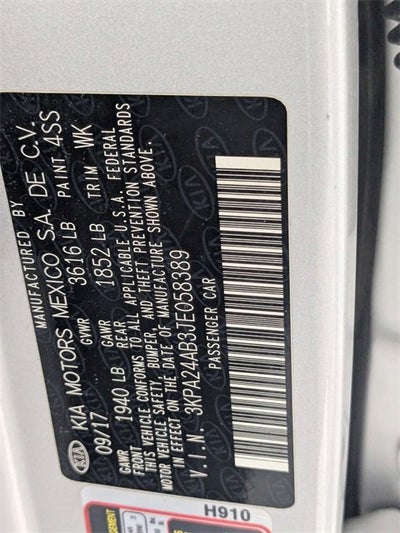 MANUFACTURED BY
KIA KIA MOTORS MEXICO S.A. DE C.V.
09/17 GVWR 3616 LB PAINT 4SS
GAWR FRONT 1940 LB GAWR REAR 1852 LB TRIM WK
THIS VEHICLE CONFORMS TO ALL APPLICABLE U.S.A. FEDERAL
MOTOR VEHICLE SAFETY, BUMPER, AND THEFT PREVENTION STANDARDS
IN EFFECT ON THE DATE OF MANUFACTURE SHOWN ABOVE.
V.I.N. 3KPA24AB3JE058389
PASSENGER CAR
H910